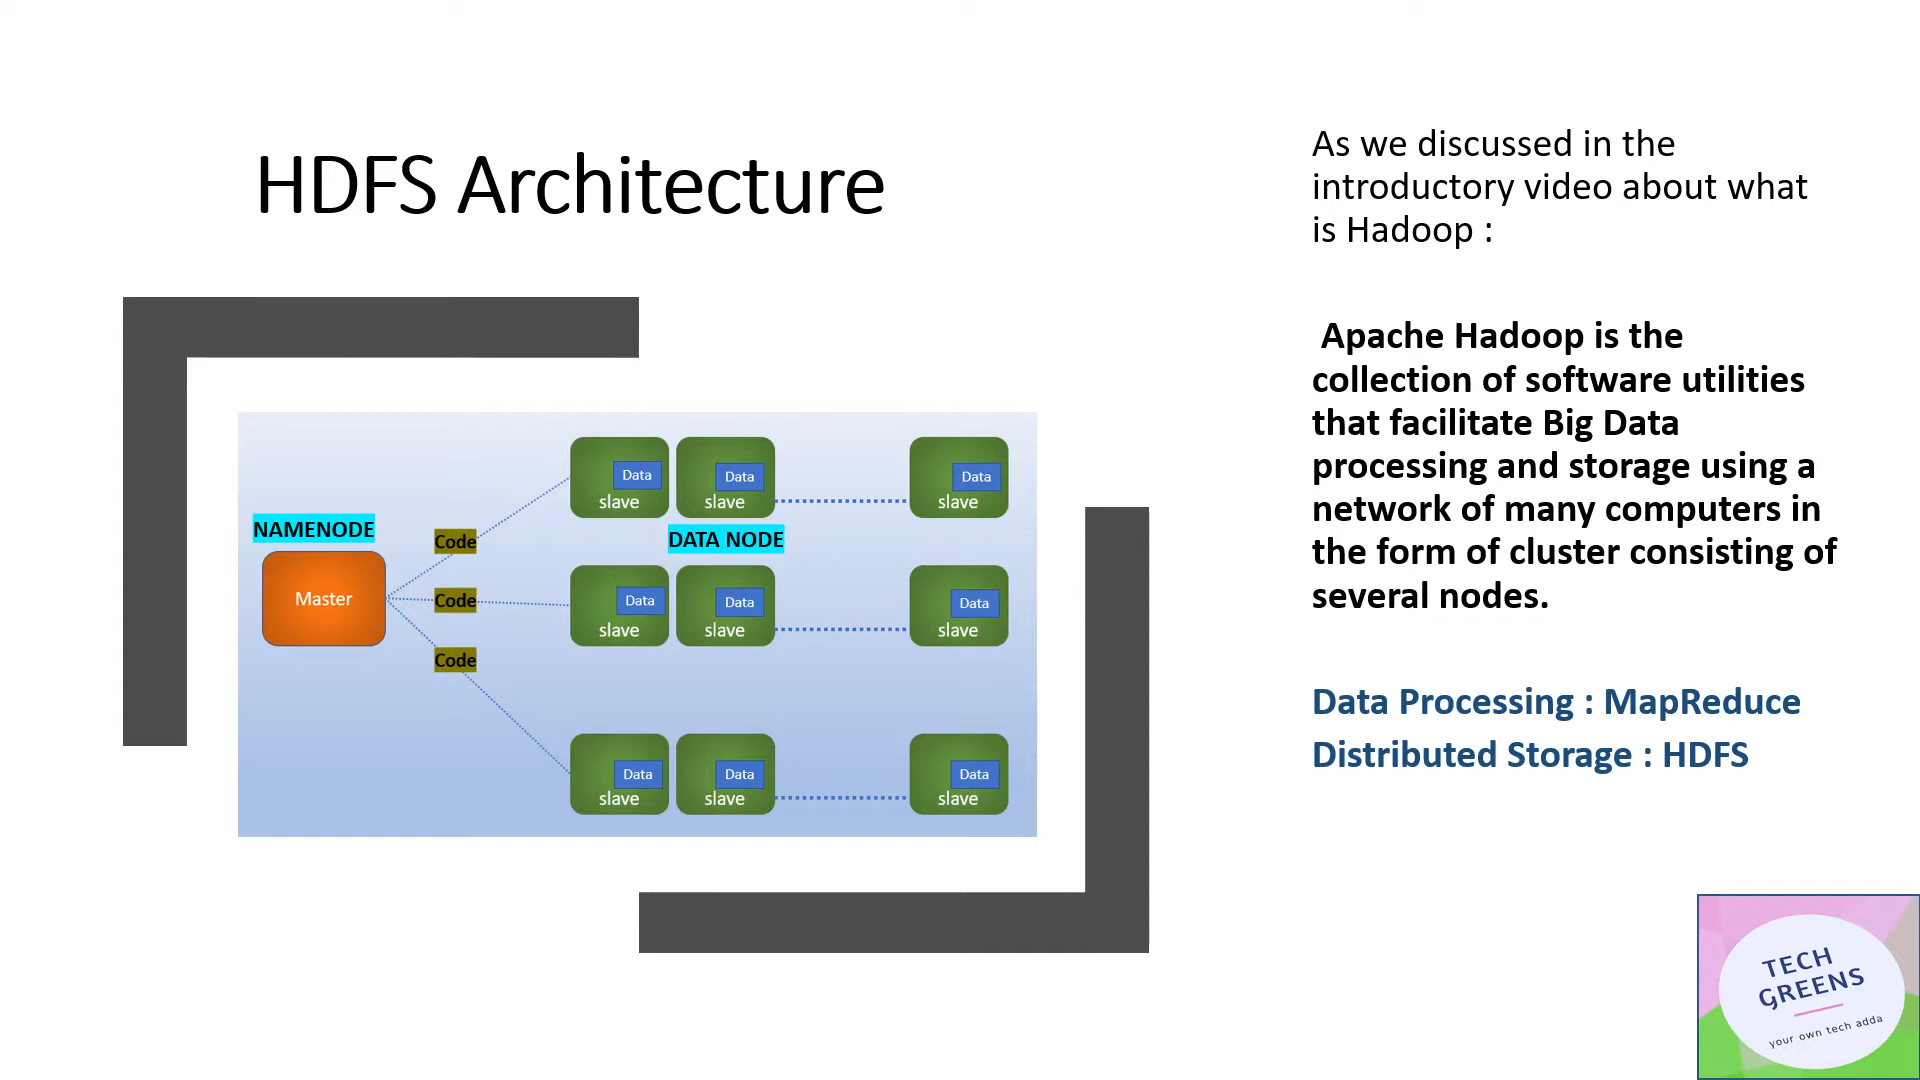 HDFS Architecture
NAMENODE
Master
Code
Code
Code
Data
slave
Data
slave
Data
slave
DATA NODE
Data
slave
Data
slave
Data
slave
Data
slave
Data
slave
Data
slave
As we discussed in the
introductory video about what
is Hadoop :
Apache Hadoop is the
collection of software utilities
that facilitate Big Data
processing and storage using a
network of many computers in
the form of cluster consisting of
several nodes.
Data Processing : MapReduce
Distributed Storage : HDFS
TECH
GREENS
your own tech adda